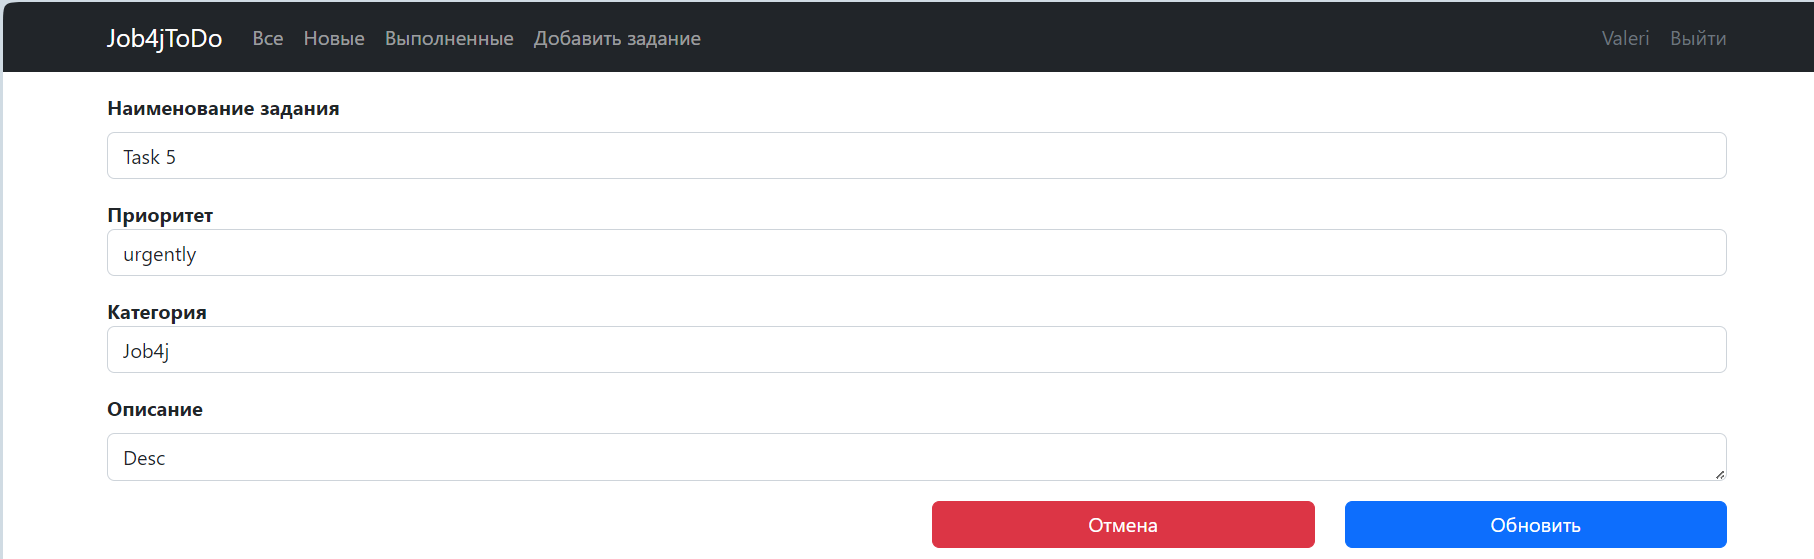 Job4jToDo Все Новые Выполненные Добавить задание Valeri Выйти
Наименование задания
Task 5
Приоритет
urgently
Категория
Job4j
Описание
Desc
Отмена Обновить